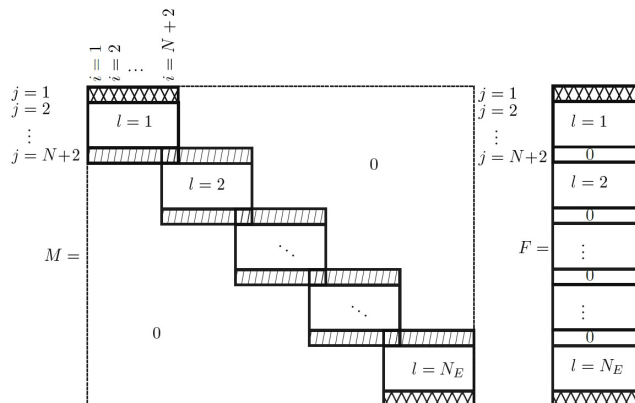 i = 1
i = 2
...
i = N + 2
j = 1
j = 2
⋮
j = N+2
l = 1
l = 2
⋱
⋱
l = N_E
0
0
M =
j = 1
j = 2
⋮
j = N+2
F =
l = 1
0
l = 2
0
⋮
0
⋮
0
l = N_E